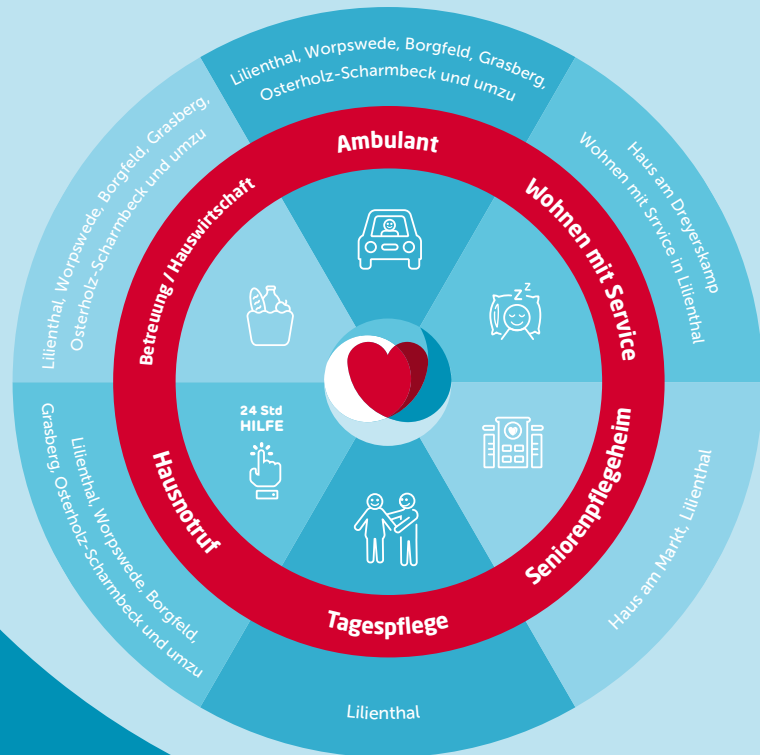 Lilienthal, Worpswede, Borgfeld, Grasberg,
Osterholz-Scharmbeck und umzu
Ambulant
Haus am Dreyerskamp
Wohnen mit Srrvice in Lilienthal
Wohnen mit Service
Haus am Markt, Lilienthal
Seniorenpflegeheim
Tagespflege
Lilienthal
Hausnotruf
24 Std
HILFE
Lilienthal, Worpswede, Borgfeld,
Grasberg, Osterholz-Scharmbeck und umzu
Betreuung / Hauswirtschaft
Lilienthal, Worpswede, Borgfeld, Grasberg,
Osterholz-Scharmbeck und umzu
z z